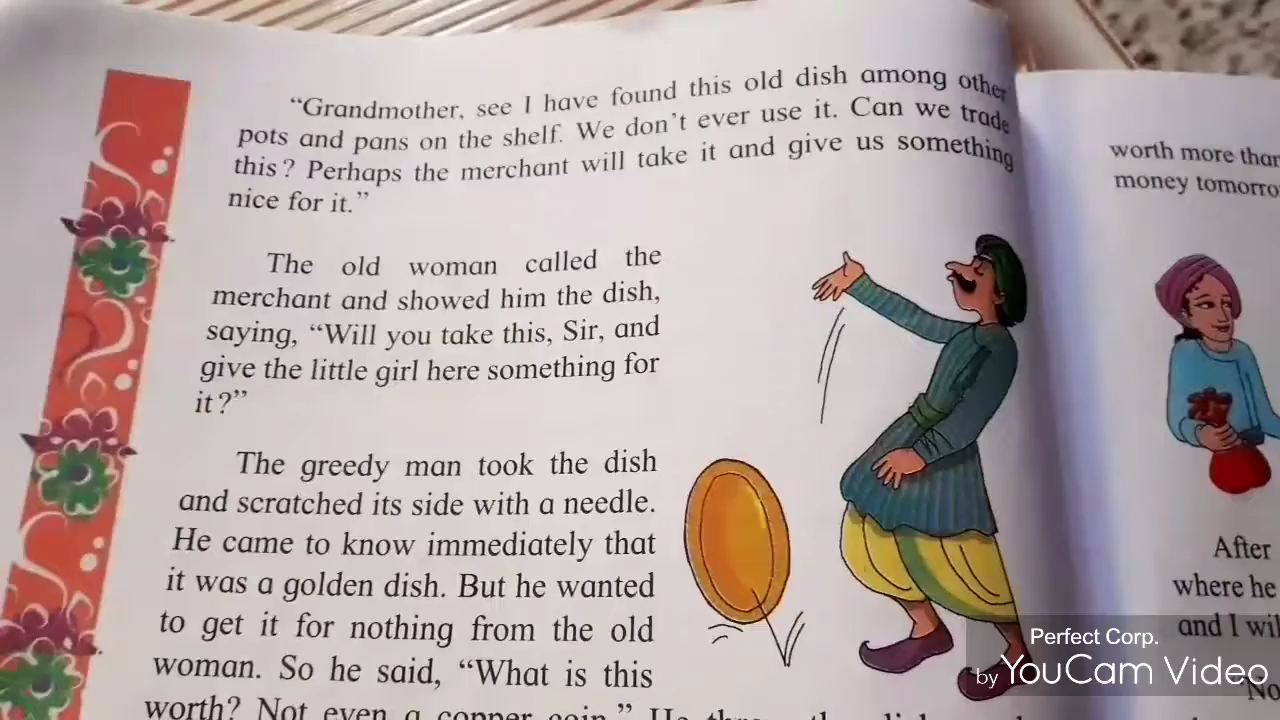 “Grandmother, see I have found this old dish among other
pots and pans on the shelf. We don’t ever use it. Can we trade
this? Perhaps the merchant will take it and give us something
nice for it.”
The old woman called the
merchant and showed him the dish,
saying, “Will you take this, Sir, and
give the little girl here something for
it?”
The greedy man took the dish
and scratched its side with a needle.
He came to know immediately that
it was a golden dish. But he wanted
to get it for nothing from the old
woman. So he said, “What is this
worth? Not even a copper coin.” He
worth more than
money tomorro
After
where he
and I wil
No
Perfect Corp.
by YouCam Video